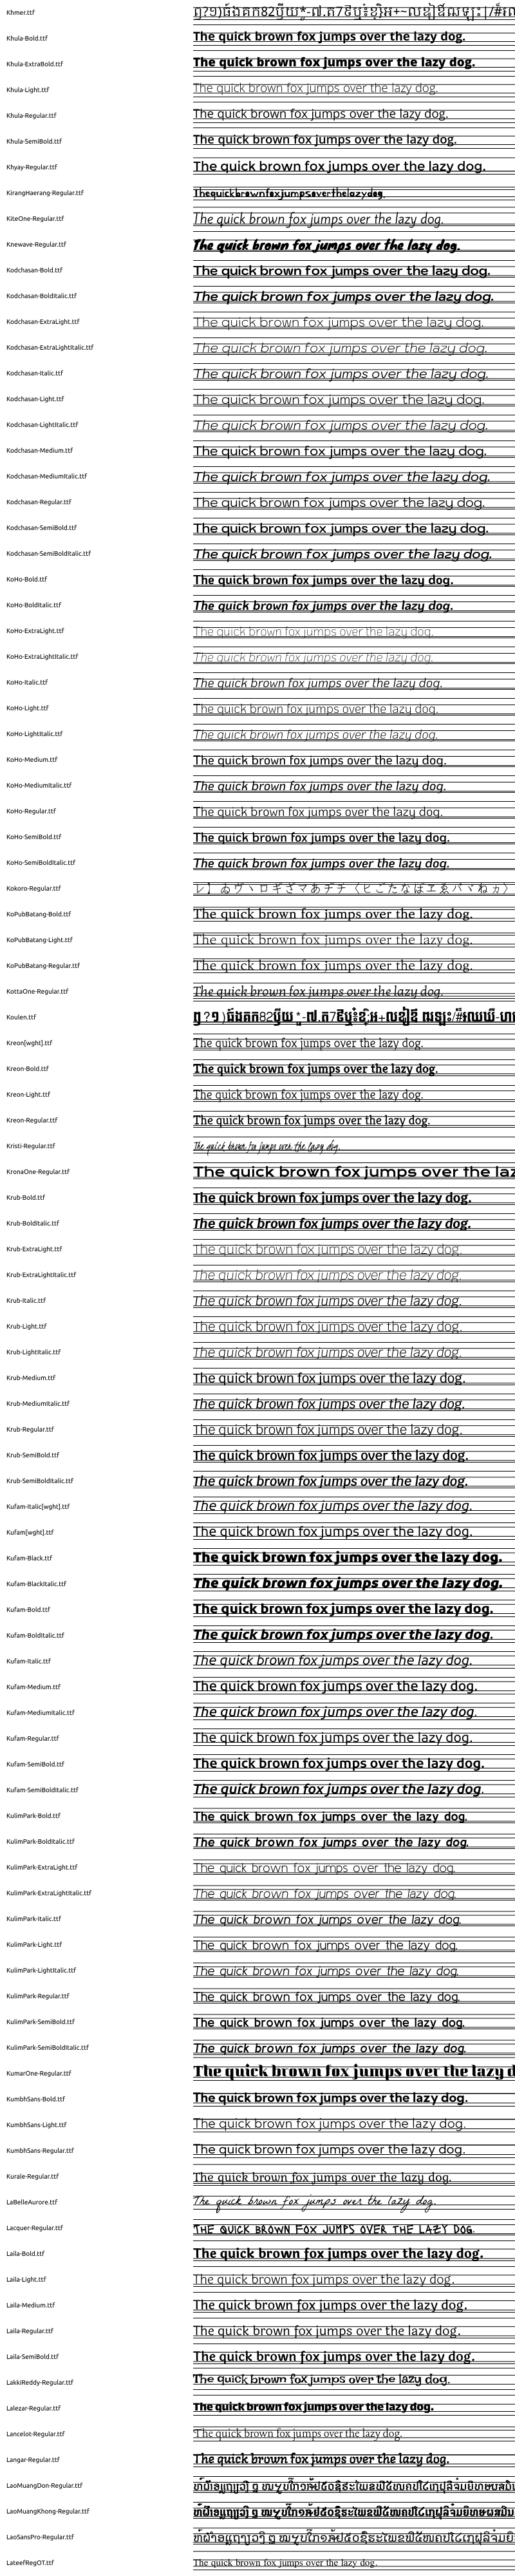 Khmer.ttf
Khula-Bold.ttf The quick brown fox jumps over the lazy dog.
Khula-ExtraBold.ttf The quick brown fox jumps over the lazy dog.
Khula-Light.ttf The quick brown fox jumps over the lazy dog.
Khula-Regular.ttf The quick brown fox jumps over the lazy dog.
Khula-SemiBold.ttf The quick brown fox jumps over the lazy dog.
Khyay-Regular.ttf The quick brown fox jumps over the lazy dog.
KirangHaerang-Regular.ttf The quick brown fox jumps over the lazy dog.
KiteOne-Regular.ttf The quick brown fox jumps over the lazy dog.
Knewave-Regular.ttf The quick brown fox jumps over the lazy dog.
Kodchasan-Bold.ttf The quick brown fox jumps over the lazy dog.
Kodchasan-BoldItalic.ttf The quick brown fox jumps over the lazy dog.
Kodchasan-ExtraLight.ttf The quick brown fox jumps over the lazy dog.
Kodchasan-ExtraLightItalic.ttf The quick brown fox jumps over the lazy dog.
Kodchasan-Italic.ttf The quick brown fox jumps over the lazy dog.
Kodchasan-Light.ttf The quick brown fox jumps over the lazy dog.
Kodchasan-LightItalic.ttf The quick brown fox jumps over the lazy dog.
Kodchasan-Medium.ttf The quick brown fox jumps over the lazy dog.
Kodchasan-MediumItalic.ttf The quick brown fox jumps over the lazy dog.
Kodchasan-Regular.ttf The quick brown fox jumps over the lazy dog.
Kodchasan-SemiBold.ttf The quick brown fox jumps over the lazy dog.
Kodchasan-SemiBoldItalic.ttf The quick brown fox jumps over the lazy dog.
KoHo-Bold.ttf The quick brown fox jumps over the lazy dog.
KoHo-BoldItalic.ttf The quick brown fox jumps over the lazy dog.
KoHo-ExtraLight.ttf The quick brown fox jumps over the lazy dog.
KoHo-ExtraLightItalic.ttf The quick brown fox jumps over the lazy dog.
KoHo-Italic.ttf The quick brown fox jumps over the lazy dog.
KoHo-Light.ttf The quick brown fox jumps over the lazy dog.
KoHo-LightItalic.ttf The quick brown fox jumps over the lazy dog.
KoHo-Medium.ttf The quick brown fox jumps over the lazy dog.
KoHo-MediumItalic.ttf The quick brown fox jumps over the lazy dog.
KoHo-Regular.ttf The quick brown fox jumps over the lazy dog.
KoHo-SemiBold.ttf The quick brown fox jumps over the lazy dog.
KoHo-SemiBoldItalic.ttf The quick brown fox jumps over the lazy dog.
Kokoro-Regular.ttf
KoPubBatang-Bold.ttf The quick brown fox jumps over the lazy dog.
KoPubBatang-Light.ttf The quick brown fox jumps over the lazy dog.
KoPubBatang-Regular.ttf The quick brown fox jumps over the lazy dog.
KottaOne-Regular.ttf The quick brown fox jumps over the lazy dog.
Koulen.ttf
Kreon[wght].ttf The quick brown fox jumps over the lazy dog.
Kreon-Bold.ttf The quick brown fox jumps over the lazy dog.
Kreon-Light.ttf The quick brown fox jumps over the lazy dog.
Kreon-Regular.ttf The quick brown fox jumps over the lazy dog.
Kristi-Regular.ttf The quick brown fox jumps over the lazy dog.
KronaOne-Regular.ttf The quick brown fox jumps over the laz
Krub-Bold.ttf The quick brown fox jumps over the lazy dog.
Krub-BoldItalic.ttf The quick brown fox jumps over the lazy dog.
Krub-ExtraLight.ttf The quick brown fox jumps over the lazy dog.
Krub-ExtraLightItalic.ttf The quick brown fox jumps over the lazy dog.
Krub-Italic.ttf The quick brown fox jumps over the lazy dog.
Krub-Light.ttf The quick brown fox jumps over the lazy dog.
Krub-LightItalic.ttf The quick brown fox jumps over the lazy dog.
Krub-Medium.ttf The quick brown fox jumps over the lazy dog.
Krub-MediumItalic.ttf The quick brown fox jumps over the lazy dog.
Krub-Regular.ttf The quick brown fox jumps over the lazy dog.
Krub-SemiBold.ttf The quick brown fox jumps over the lazy dog.
Krub-SemiBoldItalic.ttf The quick brown fox jumps over the lazy dog.
Kufam-Italic[wght].ttf The quick brown fox jumps over the lazy dog.
Kufam[wght].ttf The quick brown fox jumps over the lazy dog.
Kufam-Black.ttf The quick brown fox jumps over the lazy dog.
Kufam-BlackItalic.ttf The quick brown fox jumps over the lazy dog.
Kufam-Bold.ttf The quick brown fox jumps over the lazy dog.
Kufam-BoldItalic.ttf The quick brown fox jumps over the lazy dog.
Kufam-Italic.ttf The quick brown fox jumps over the lazy dog.
Kufam-Medium.ttf The quick brown fox jumps over the lazy dog.
Kufam-MediumItalic.ttf The quick brown fox jumps over the lazy dog.
Kufam-Regular.ttf The quick brown fox jumps over the lazy dog.
Kufam-SemiBold.ttf The quick brown fox jumps over the lazy dog.
Kufam-SemiBoldItalic.ttf The quick brown fox jumps over the lazy dog.
KulimPark-Bold.ttf The quick brown fox jumps over the lazy dog.
KulimPark-BoldItalic.ttf The quick brown fox jumps over the lazy dog.
KulimPark-ExtraLight.ttf The quick brown fox jumps over the lazy dog.
KulimPark-ExtraLightItalic.ttf The quick brown fox jumps over the lazy dog.
KulimPark-Italic.ttf The quick brown fox jumps over the lazy dog.
KulimPark-Light.ttf The quick brown fox jumps over the lazy dog.
KulimPark-LightItalic.ttf The quick brown fox jumps over the lazy dog.
KulimPark-Regular.ttf The quick brown fox jumps over the lazy dog.
KulimPark-SemiBold.ttf The quick brown fox jumps over the lazy dog.
KulimPark-SemiBoldItalic.ttf The quick brown fox jumps over the lazy dog.
KumarOne-Regular.ttf The quick brown fox jumps over the lazy d
KumbhSans-Bold.ttf The quick brown fox jumps over the lazy dog.
KumbhSans-Light.ttf The quick brown fox jumps over the lazy dog.
KumbhSans-Regular.ttf The quick brown fox jumps over the lazy dog.
Kurale-Regular.ttf The quick brown fox jumps over the lazy dog.
LaBelleAurore.ttf The quick brown fox jumps over the lazy dog.
Lacquer-Regular.ttf THE QUICK BROWN FOX JUMPS OVER THE LAZY DOG.
Laila-Bold.ttf The quick brown fox jumps over the lazy dog.
Laila-Light.ttf The quick brown fox jumps over the lazy dog.
Laila-Medium.ttf The quick brown fox jumps over the lazy dog.
Laila-Regular.ttf The quick brown fox jumps over the lazy dog.
Laila-SemiBold.ttf The quick brown fox jumps over the lazy dog.
LakkiReddy-Regular.ttf The quick brown fox jumps over the lazy dog.
Lalezar-Regular.ttf The quick brown fox jumps over the lazy dog.
Lancelot-Regular.ttf The quick brown fox jumps over the lazy dog.
Langar-Regular.ttf The quick brown fox jumps over the lazy dog.
LaoMuangDon-Regular.ttf
LaoMuangKhong-Regular.ttf
LaoSansPro-Regular.ttf
LateefRegOT.ttf The quick brown fox jumps over the lazy dog.